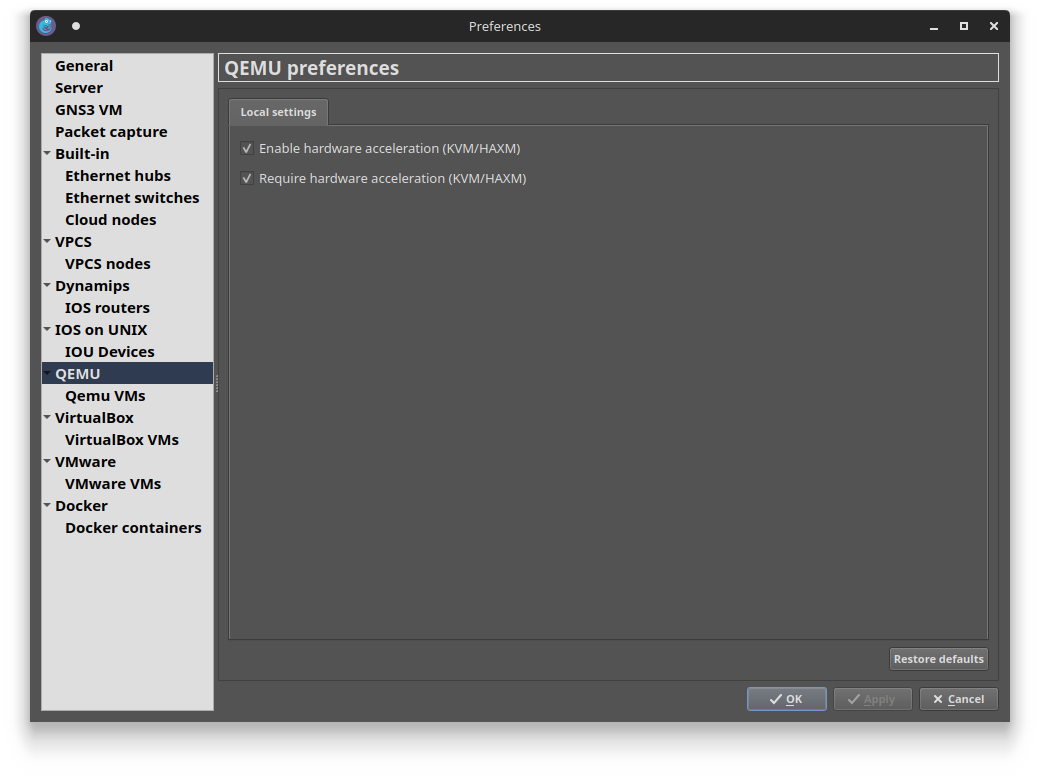 Preferences
General
Server
GNS3 VM
Packet capture
Built-in
Ethernet hubs
Ethernet switches
Cloud nodes
VPCS
VPCS nodes
Dynamips
IOS routers
IOS on UNIX
IOU Devices
QEMU
Qemu VMs
VirtualBox
VirtualBox VMs
VMware
VMware VMs
Docker
Docker containers
QEMU preferences
Local settings
Enable hardware acceleration (KVM/HAXM)
Require hardware acceleration (KVM/HAXM)
Restore defaults
OK
Apply
Cancel